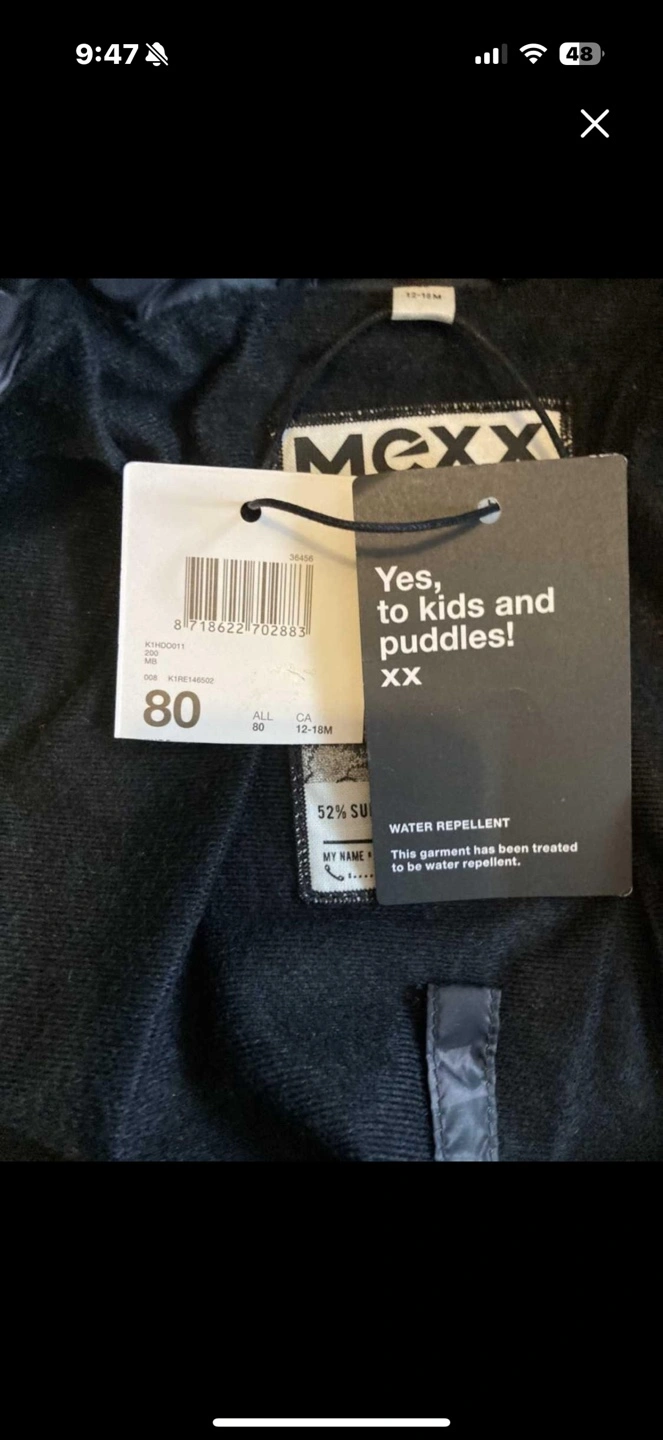 9:47
48
12-18M
Mexx
36456
8 718622 702883
K1HDO011
200
MB
008 K1RE146502
80
ALL
80
CA
12-18M
Yes,
to kids and
puddles!
xx
52% SU
MY NAME
WATER REPELLENT
This garment has been treated
to be water repellent.